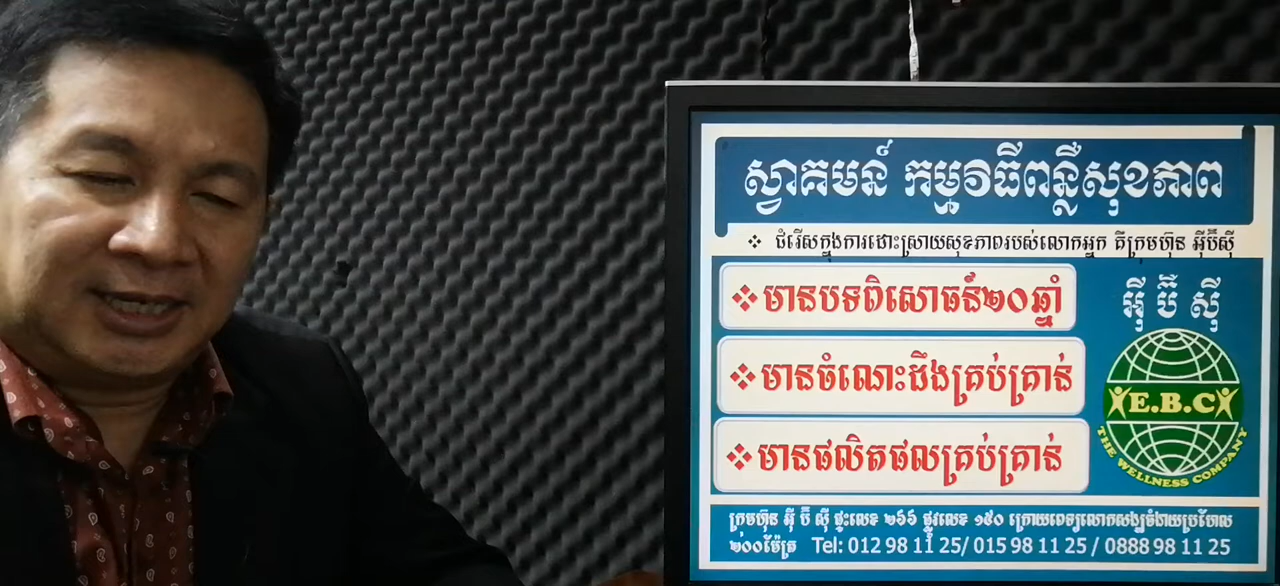 ស្វាគមន៍ កម្មវិធីពន្លឺសុខភាព
❖ ជំរើសក្នុងការដោះស្រាយសុខភាពរបស់លោកអ្នក គឺក្រុមហ៊ុន អ៊ីប៊ីស៊ី
❖មានបទពិសោធន៍២០ឆ្នាំ
❖មានចំណេះដឹងគ្រប់គ្រាន់
❖មានផលិតផលគ្រប់គ្រាន់
អ៊ី ប៊ី ស៊ី
E.B.C
THE WELLNESS COMPANY
ក្រុមហ៊ុន អ៊ី ប៊ី ស៊ី ផ្ទះលេខ ២៦៦ ផ្លូវលេខ ១៥០ ក្រោយពេទ្យលោកសង្ឃចំងាយប្រហែល
២០០ម៉ែត្រ Tel: 012 98 11 25/ 015 98 11 25 / 0888 98 11 25